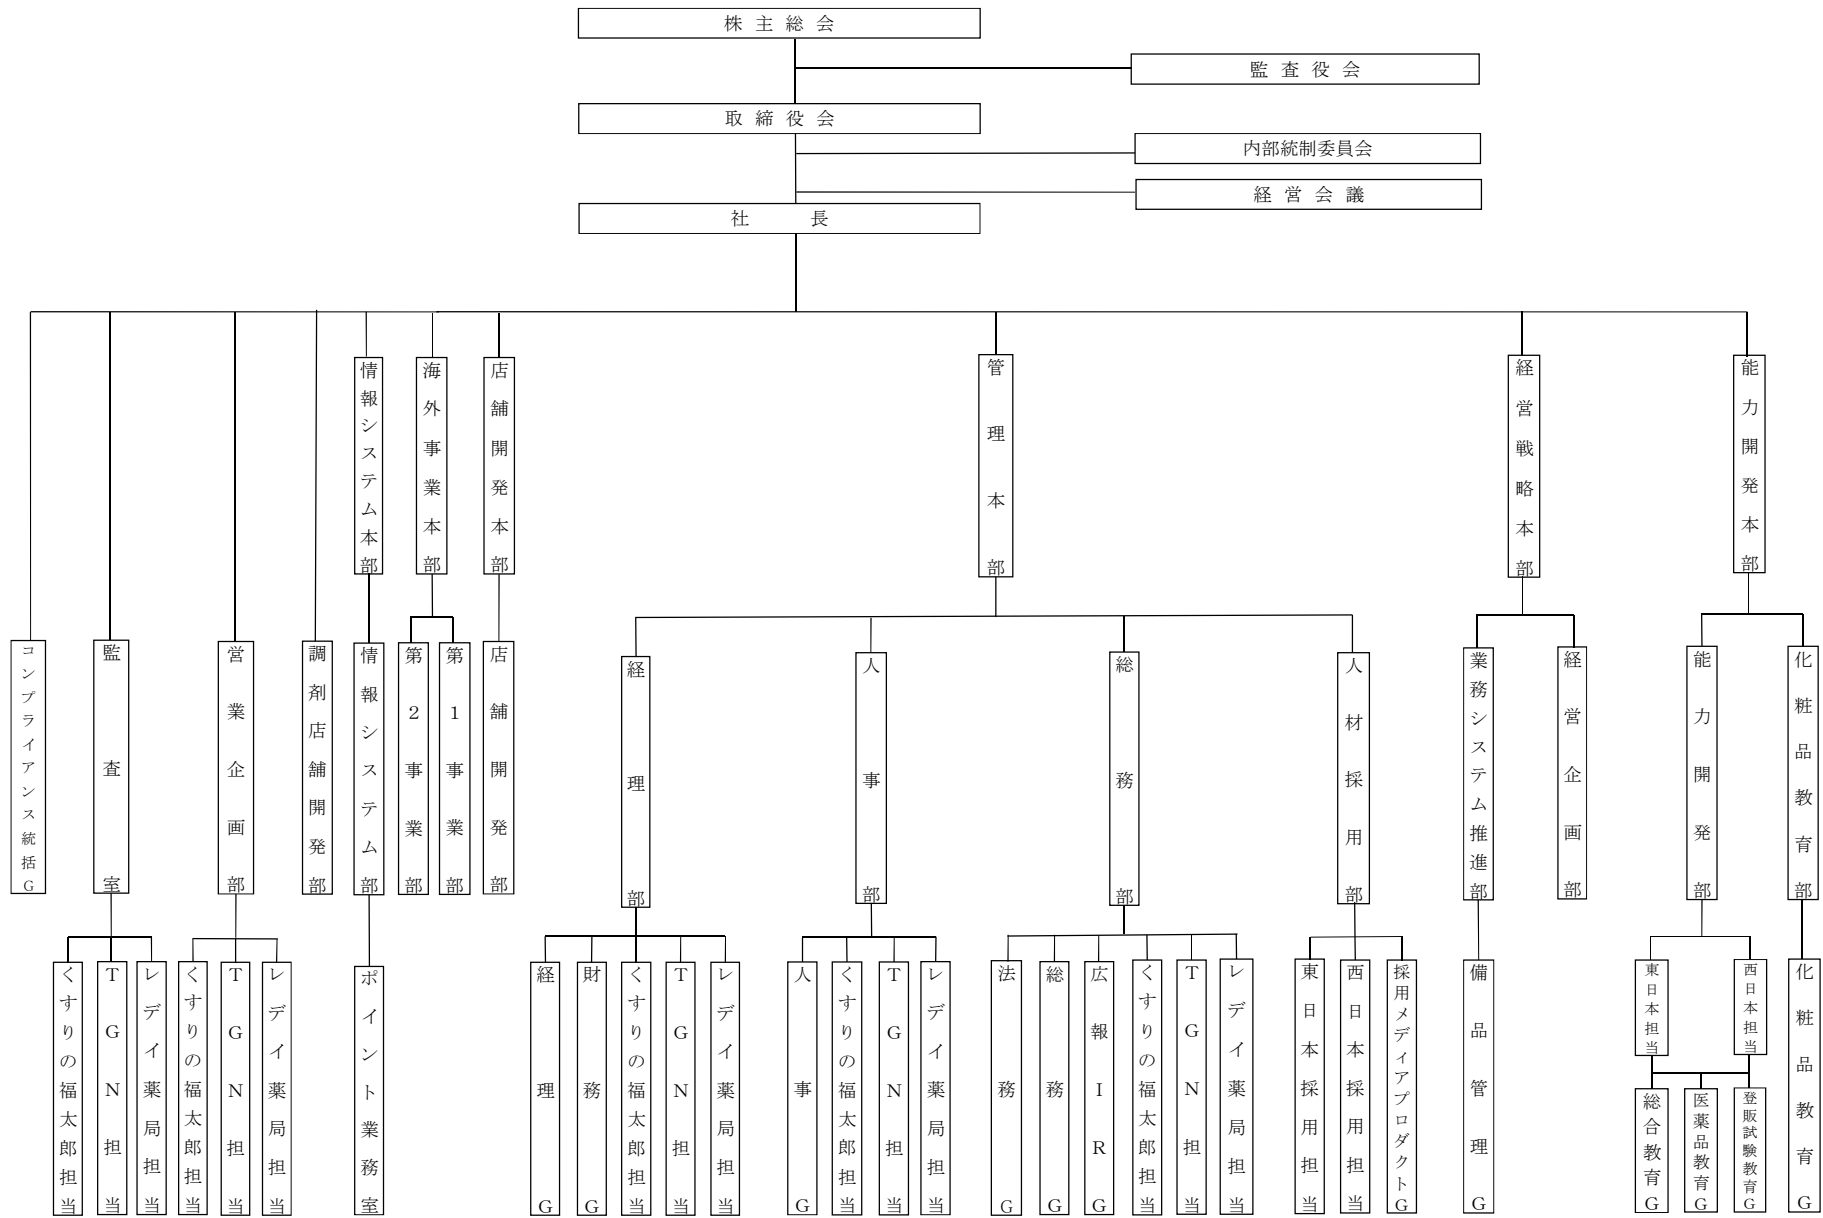 株主総会
監査役会
取締役会
内部統制委員会
経営会議
社長
情報システム本部
海外事業本部
店舗開発本部
管理本部
経営戦略本部
能力開発本部
コンプライアンス統括G
監査室
営業企画部
調剤店舗開発部
情報システム部
第2事業部
第1事業部
店舗開発部
経理部
人事部
総務部
人材採用部
業務システム推進部
経営企画部
能力開発部
化粧品教育部
くすりの福太郎担当
TGN担当
レデイ薬局担当
くすりの福太郎担当
TGN担当
レデイ薬局担当
ポイント業務室
経理G
財務G
くすりの福太郎担当
TGN担当
レデイ薬局担当
人事G
くすりの福太郎担当
TGN担当
レデイ薬局担当
法務G
総務G
広報IRG
くすりの福太郎担当
TGN担当
レデイ薬局担当
東日本採用担当
西日本採用担当
採用メディアプロダクトG
備品管理G
東日本担当
西日本担当
総合教育G
医薬品教育G
登販試験教育G
化粧品教育G